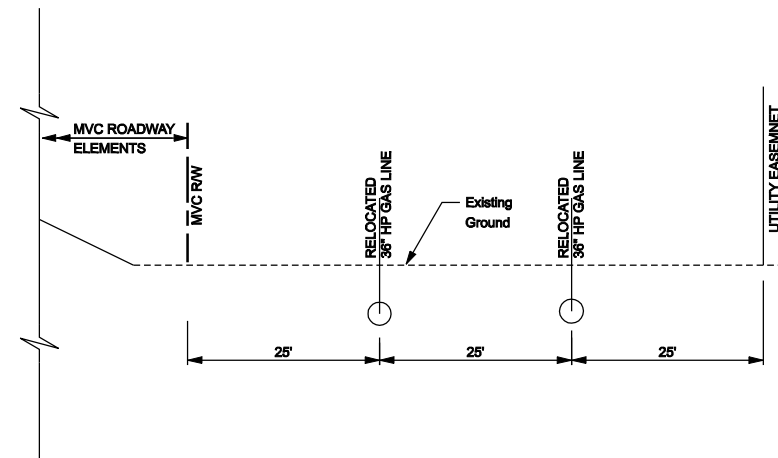 MVC ROADWAY
ELEMENTS
MVC R/W
RELOCATED
36" HP GAS LINE
Existing
Ground
RELOCATED
36" HP GAS LINE
UTILITY EASEMNET
25'
25'
25'